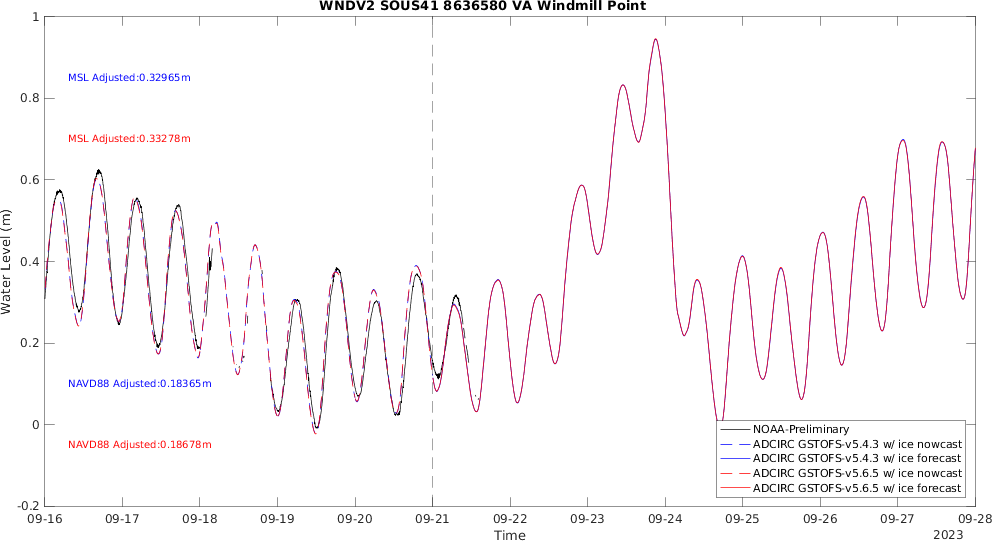 WNDV2 SOUS41 8636580 VA Windmill Point
1
0.8
0.6
0.4
0.2
0
-0.2
Water Level (m)
MSL Adjusted:0.32965m
MSL Adjusted:0.33278m
NAVD88 Adjusted:0.18365m
NAVD88 Adjusted:0.18678m
NOAA-Preliminary
ADCIRC GSTOFS-v5.4.3 w/ ice nowcast
ADCIRC GSTOFS-v5.4.3 w/ ice forecast
ADCIRC GSTOFS-v5.6.5 w/ ice nowcast
ADCIRC GSTOFS-v5.6.5 w/ ice forecast
09-16 09-17 09-18 09-19 09-20 09-21 09-22 09-23 09-24 09-25 09-26 09-27 09-28
Time
2023